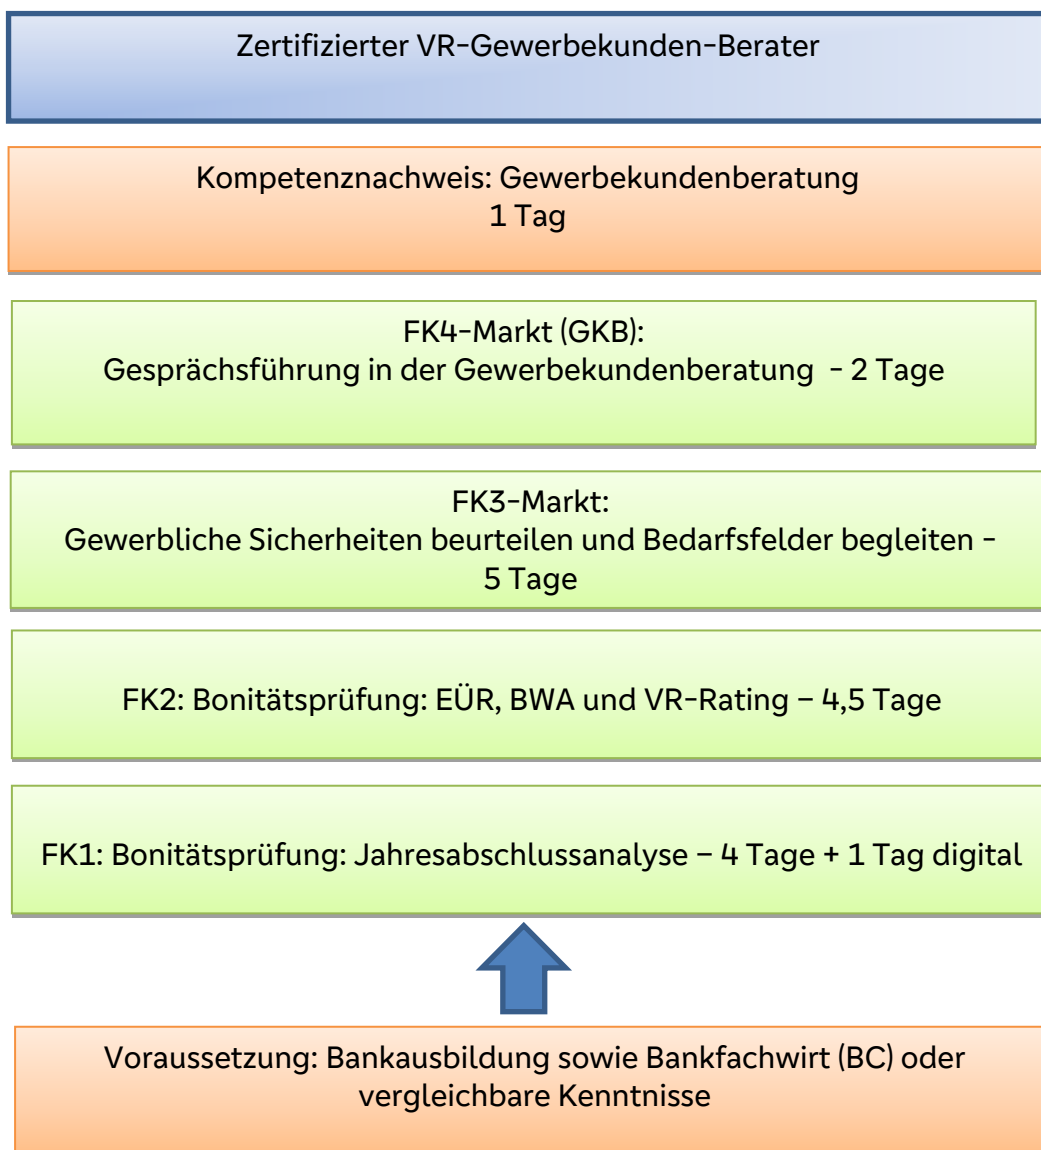 Zertifizierter VR-Gewerbekunden-Berater
Kompetenznachweis: Gewerbekundenberatung
1 Tag
FK4-Markt (GKB):
Gesprächsführung in der Gewerbekundenberatung - 2 Tage
FK3-Markt:
Gewerbliche Sicherheiten beurteilen und Bedarfsfelder begleiten -
5 Tage
FK2: Bonitätsprüfung: EÜR, BWA und VR-Rating – 4,5 Tage
FK1: Bonitätsprüfung: Jahresabschlussanalyse – 4 Tage + 1 Tag digital
Voraussetzung: Bankausbildung sowie Bankfachwirt (BC) oder
vergleichbare Kenntnisse